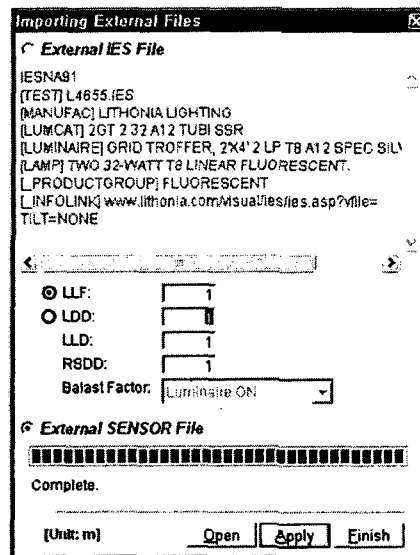 Importing External Files
External IES File
IESNA91
[TEST] L4655.IES
[MANUFAC] LITHONIA LIGHTING
[LUMCAT] 2GT 2 32 A12 TUBI SSR
[LUMINAIRE] GRID TROFFER, 2'X4' 2 LP T8 A12 SPEC SILV
[LAMP] TWO 32-WATT T8 LINEAR FLUORESCENT.
[_PRODUCTGROUP] FLUORESCENT
[_INFOLINK] www.lithonia.com/visual/ies/ies.asp?vfile=
TILT=NONE
LLF: 1
LDD: 1
LLD: 1
RSDD: 1
Balast Factor: Luminaire ON
External SENSOR File
Complete.
[Unit: m] Open Apply Finish